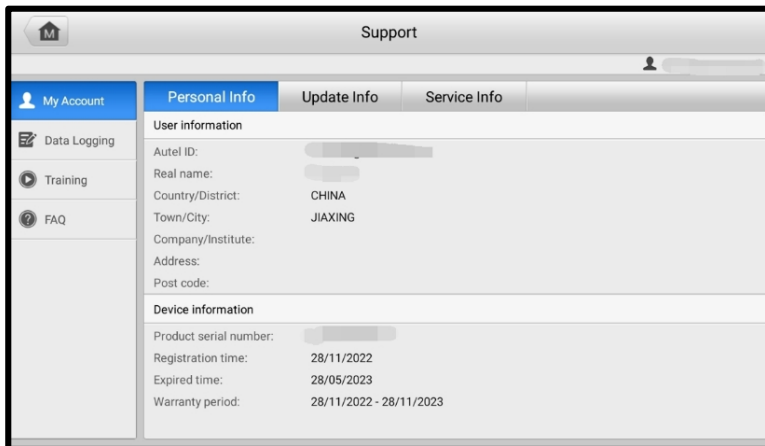 M
Support
My Account
Data Logging
Training
FAQ
Personal Info Update Info Service Info
User information
Autel ID:
Real name:
Country/District: CHINA
Town/City: JIAXING
Company/Institute:
Address:
Post code:
Device information
Product serial number:
Registration time: 28/11/2022
Expired time: 28/05/2023
Warranty period: 28/11/2022 - 28/11/2023